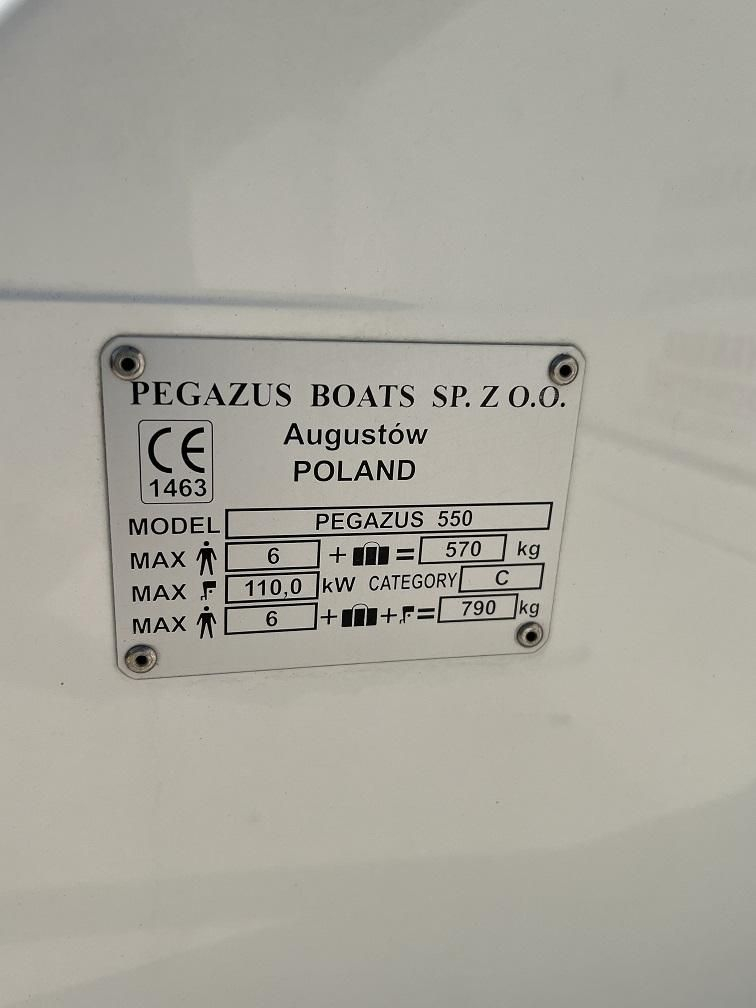 PEGAZUS BOATS SP. Z O.O.
Augustów
POLAND
CE
1463
MODEL PEGAZUS 550
MAX 6 + = 570 kg
MAX 110,0 kW CATEGORY C
MAX 6 + + = 790 kg